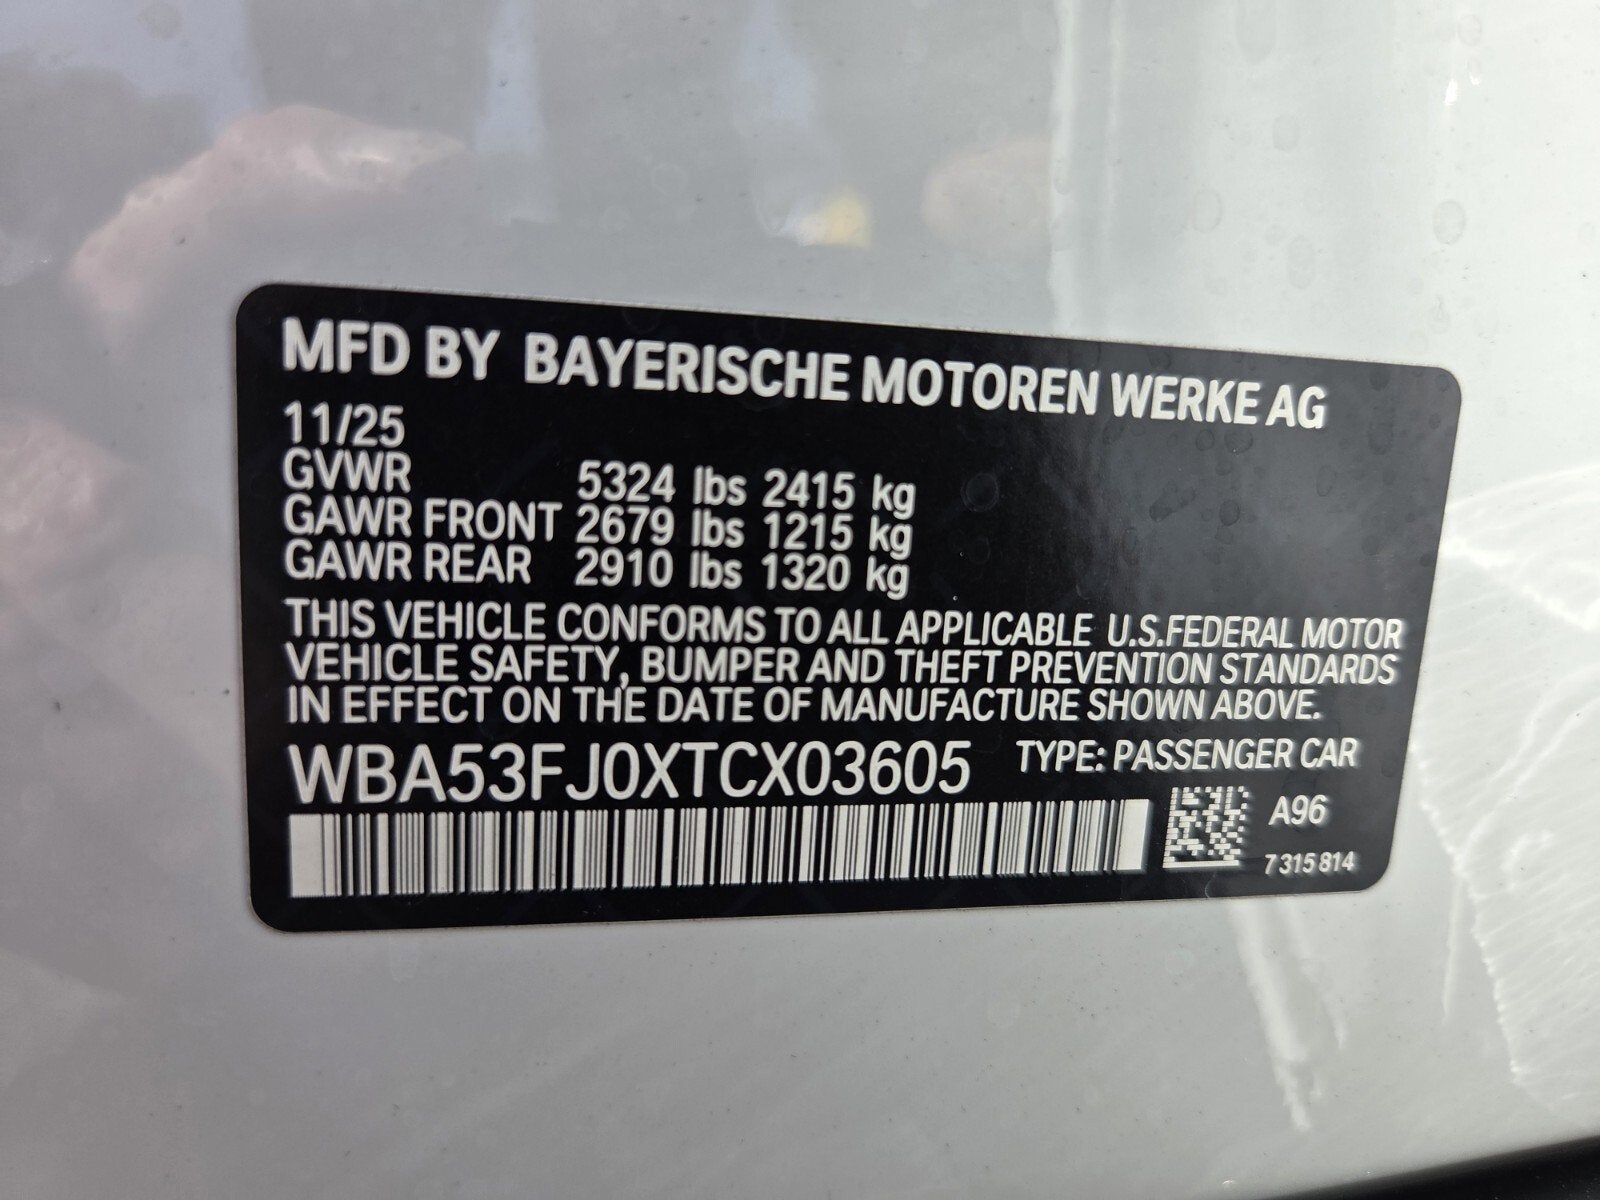 MFD BY BAYERISCHE MOTOREN WERKE AG
11/25
GVWR 5324 lbs 2415 kg
GAWR FRONT 2679 lbs 1215 kg
GAWR REAR 2910 lbs 1320 kg
THIS VEHICLE CONFORMS TO ALL APPLICABLE U.S.FEDERAL MOTOR
VEHICLE SAFETY, BUMPER AND THEFT PREVENTION STANDARDS
IN EFFECT ON THE DATE OF MANUFACTURE SHOWN ABOVE.
WBA53FJ0XTCX03605 TYPE: PASSENGER CAR
A96
7 315 814